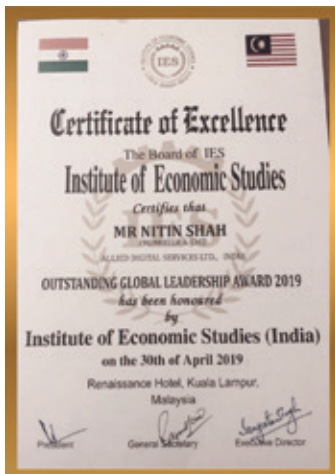 IES
Certificate of Excellence
The Board of IES
Institute of Economic Studies
Certifies that
MR NITIN SHAH
ALLIED DIGITAL SERVICES LTD., INDIA
OUTSTANDING GLOBAL LEADERSHIP AWARD 2019
has been honoured
by
Institute of Economic Studies (India)
on the 30th of April 2019
Renaissance Hotel, Kuala Lampur,
Malaysia
President General Secretary Executive Director